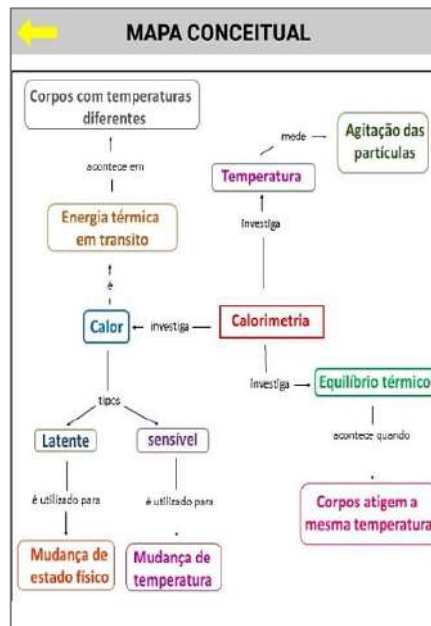 MAPA CONCEITUAL
Corpos com temperaturas
diferentes
acontece em
Energia térmica
em transito
é
Calor
investiga
Calorimetria
investiga
Temperatura
mede
Agitação das
partículas
investiga
Equilíbrio térmico
acontece quando
Corpos atigem a
mesma temperatura
tipos
Latente
sensível
é utilizado para
é utilizado para
Mudança de
estado físico
Mudança de
temperatura